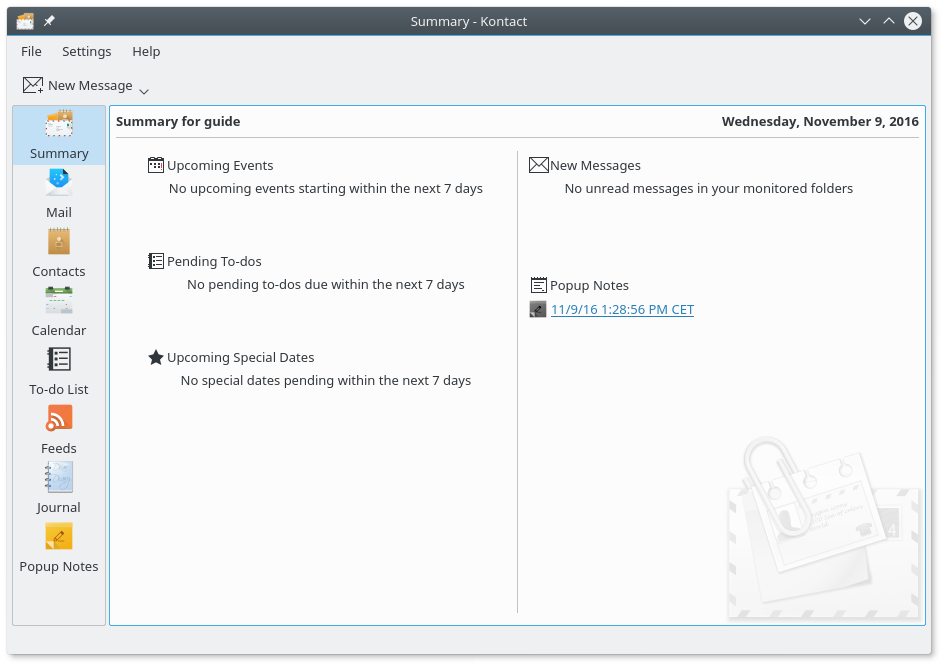 Summary - Kontact
File Settings Help
New Message
Summary
Mail
Contacts
Calendar
To-do List
Feeds
Journal
Popup Notes
Summary for guide
Wednesday, November 9, 2016
Upcoming Events
No upcoming events starting within the next 7 days
Pending To-dos
No pending to-dos due within the next 7 days
Upcoming Special Dates
No special dates pending within the next 7 days
New Messages
No unread messages in your monitored folders
Popup Notes
11/9/16 1:28:56 PM CET
4